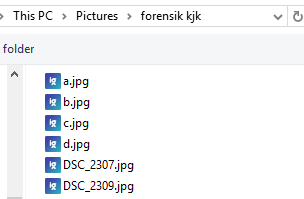 This PC > Pictures > forensik kjk
folder
a.jpg
b.jpg
c.jpg
d.jpg
DSC_2307.jpg
DSC_2309.jpg